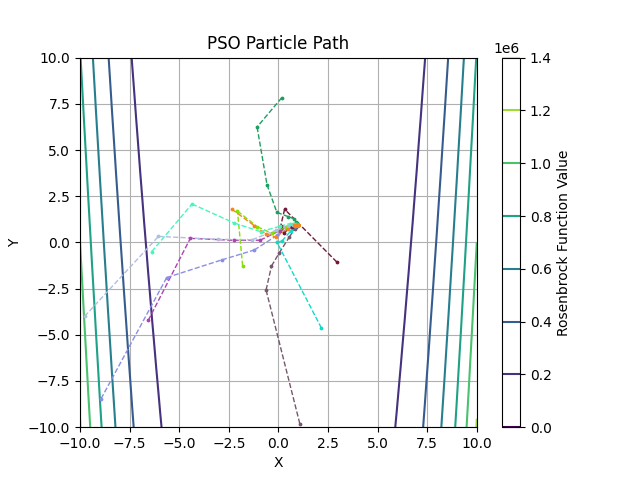 PSO Particle Path
1e6
10.0
7.5
5.0
2.5
0.0
−2.5
−5.0
−7.5
−10.0
Y
−10.0 −7.5 −5.0 −2.5 0.0 2.5 5.0 7.5 10.0
X
1.4
1.2
1.0
0.8
0.6
0.4
0.2
0.0
Rosenbrock Function Value